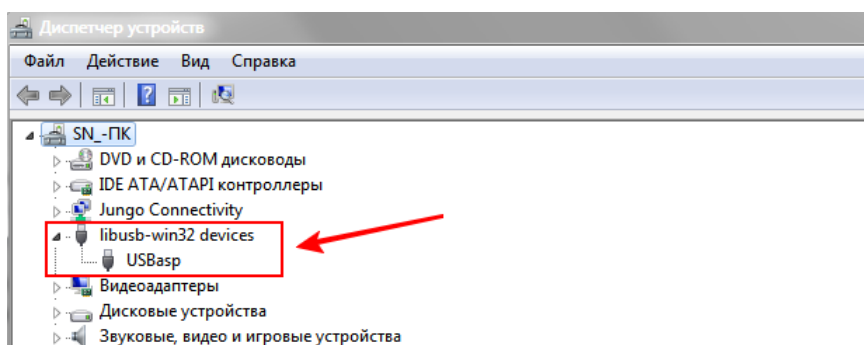 Диспетчер устройств
Файл Действие Вид Справка
SN_-ПК
DVD и CD-ROM дисководы
IDE ATA/ATAPI контроллеры
Jungo Connectivity
libusb-win32 devices
USBasp
Видеоадаптеры
Дисковые устройства
Звуковые, видео и игровые устройства